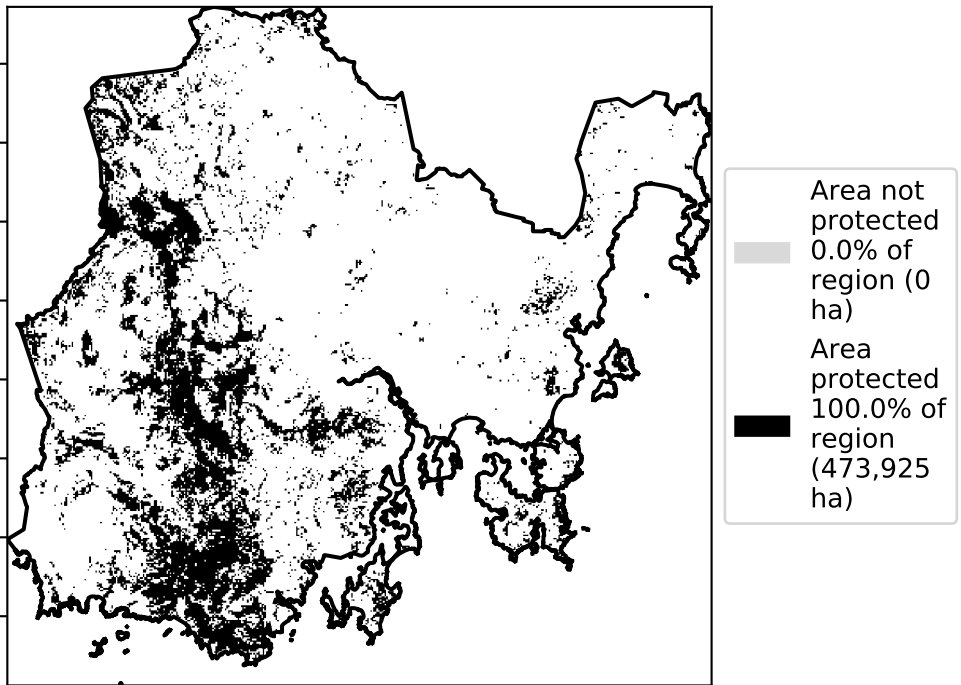 Area not
protected
0.0% of
region (0
ha)
Area
protected
100.0% of
region
(473,925
ha)